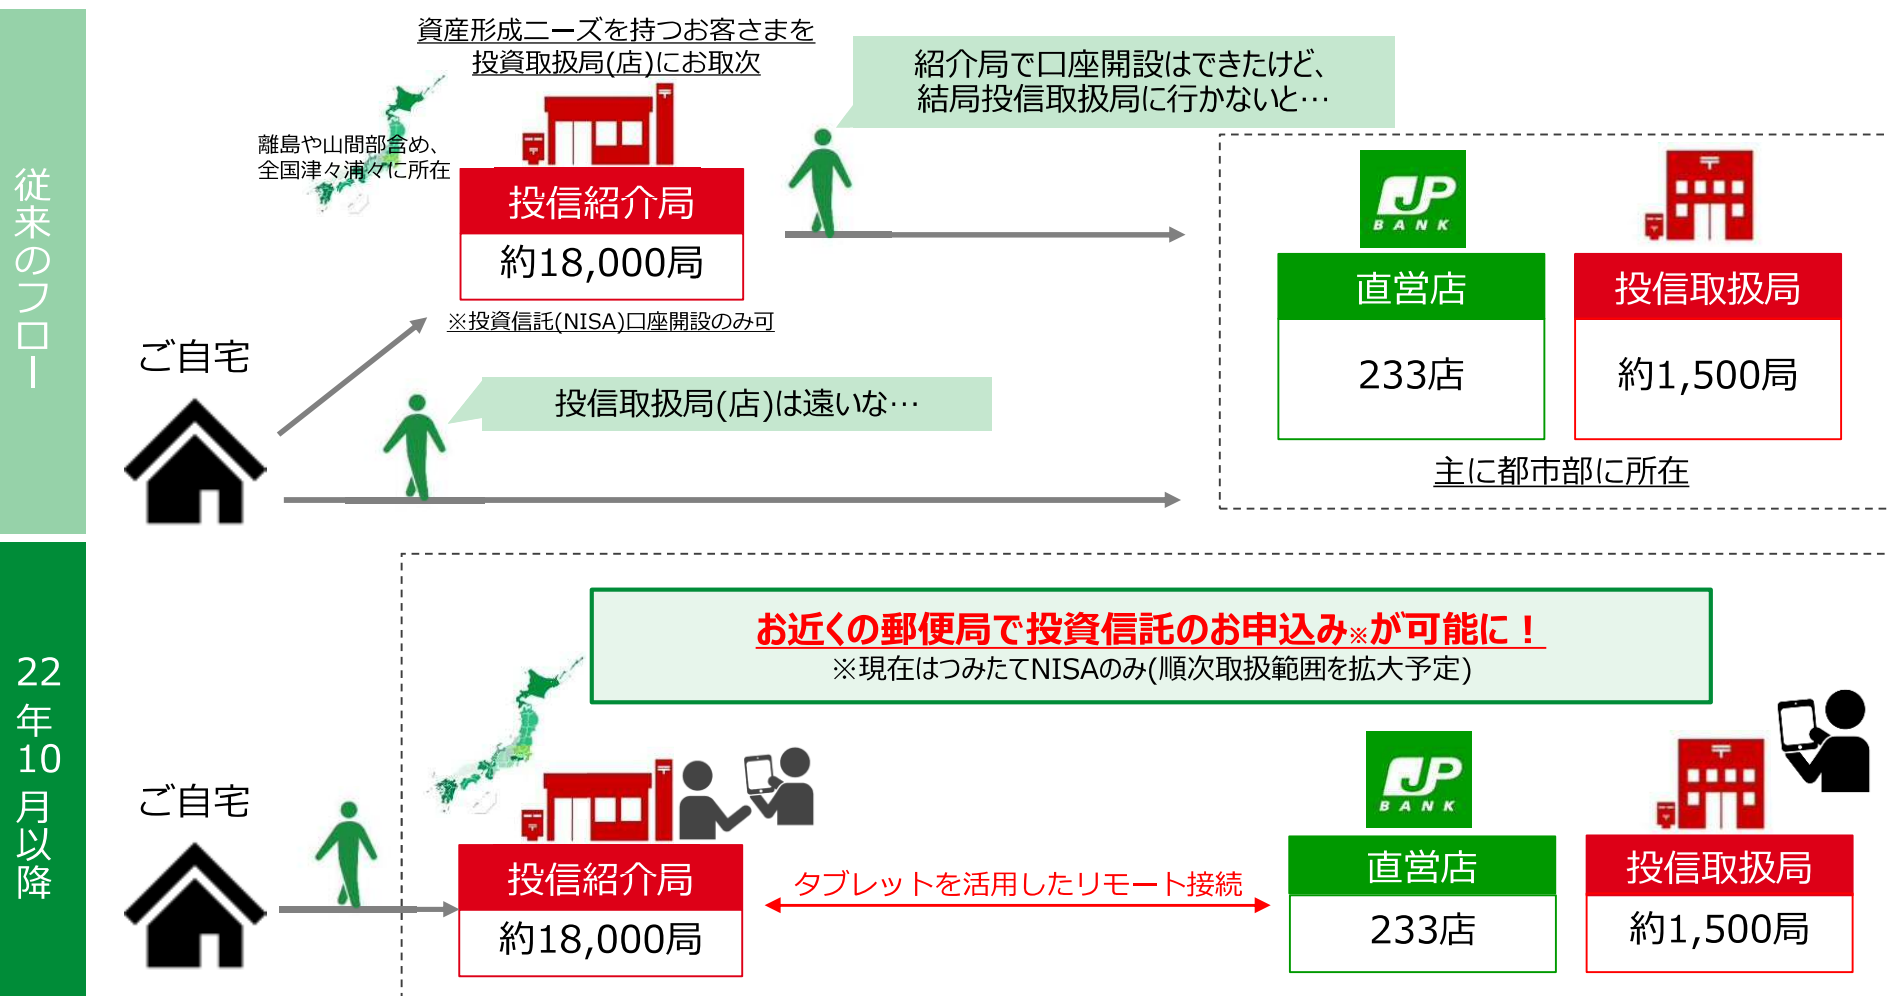 従来のフロー
資産形成ニーズを持つお客さまを
投資取扱局(店)にお取次
紹介局で口座開設はできたけど、
結局投信取扱局に行かないと…
離島や山間部含め、
全国津々浦々に所在
投信紹介局
約18,000局
※投資信託(NISA)口座開設のみ可
JP
BANK
直営店
233店
〒
投信取扱局
約1,500局
主に都市部に所在
ご自宅
投信取扱局(店)は遠いな…
22年10月以降
お近くの郵便局で投資信託のお申込み※が可能に！
※現在はつみたてNISAのみ(順次取扱範囲を拡大予定)
ご自宅
〒
投信紹介局
約18,000局
タブレットを活用したリモート接続
JP
BANK
直営店
233店
〒
投信取扱局
約1,500局